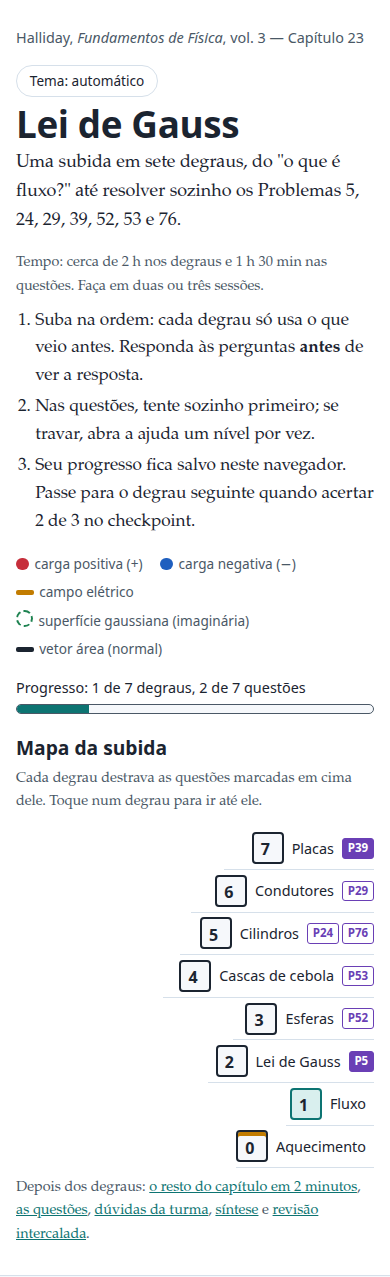 Halliday, Fundamentos de Física, vol. 3 — Capítulo 23
Tema: automático
Lei de Gauss
Uma subida em sete degraus, do "o que é
fluxo?" até resolver sozinho os Problemas 5,
24, 29, 39, 52, 53 e 76.
Tempo: cerca de 2 h nos degraus e 1 h 30 min nas
questões. Faça em duas ou três sessões.
1. Suba na ordem: cada degrau só usa o que
veio antes. Responda às perguntas antes de
ver a resposta.
2. Nas questões, tente sozinho primeiro; se
travar, abra a ajuda um nível por vez.
3. Seu progresso fica salvo neste navegador.
Passe para o degrau seguinte quando acertar
2 de 3 no checkpoint.
carga positiva (+) carga negativa (−)
campo elétrico
superfície gaussiana (imaginária)
vetor área (normal)
Progresso: 1 de 7 degraus, 2 de 7 questões
Mapa da subida
Cada degrau destrava as questões marcadas em cima
dele. Toque num degrau para ir até ele.
7 Placas P39
6 Condutores P29
5 Cilindros P24 P76
4 Cascas de cebola P53
3 Esferas P52
2 Lei de Gauss P5
1 Fluxo
0 Aquecimento
Depois dos degraus: o resto do capítulo em 2 minutos,
as questões, dúvidas da turma, síntese e revisão
intercalada.